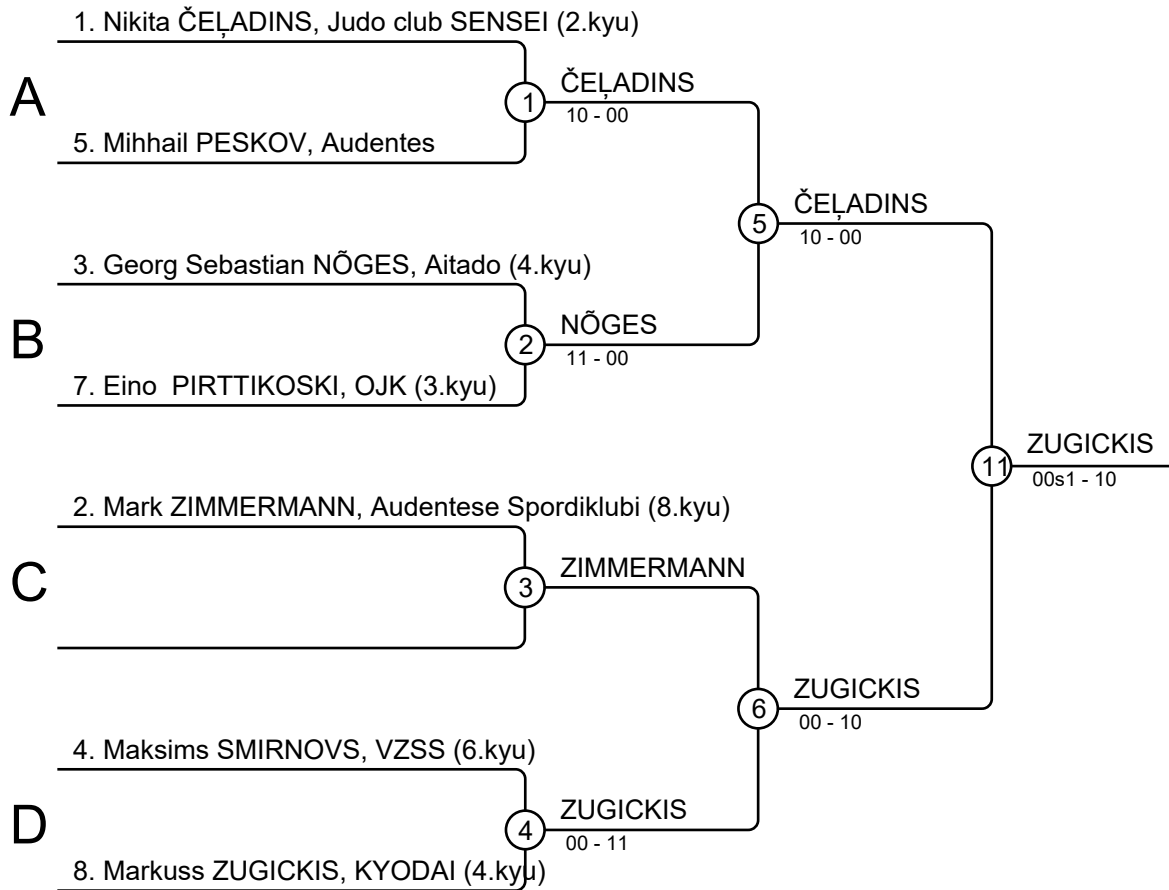 1. Nikita ČEĻADINS, Judo club SENSEI (2.kyu)
A
1
ČEĻADINS
10 - 00
5. Mihhail PESKOV, Audentes
5
ČEĻADINS
10 - 00
3. Georg Sebastian NÕGES, Aitado (4.kyu)
B
2
NÕGES
11 - 00
7. Eino  PIRTTIKOSKI, OJK (3.kyu)
11
ZUGICKIS
00s1 - 10
2. Mark ZIMMERMANN, Audentese Spordiklubi (8.kyu)
C
3
ZIMMERMANN
6
ZUGICKIS
00 - 10
4. Maksims SMIRNOVS, VZSS (6.kyu)
D
4
ZUGICKIS
00 - 11
8. Markuss ZUGICKIS, KYODAI (4.kyu)